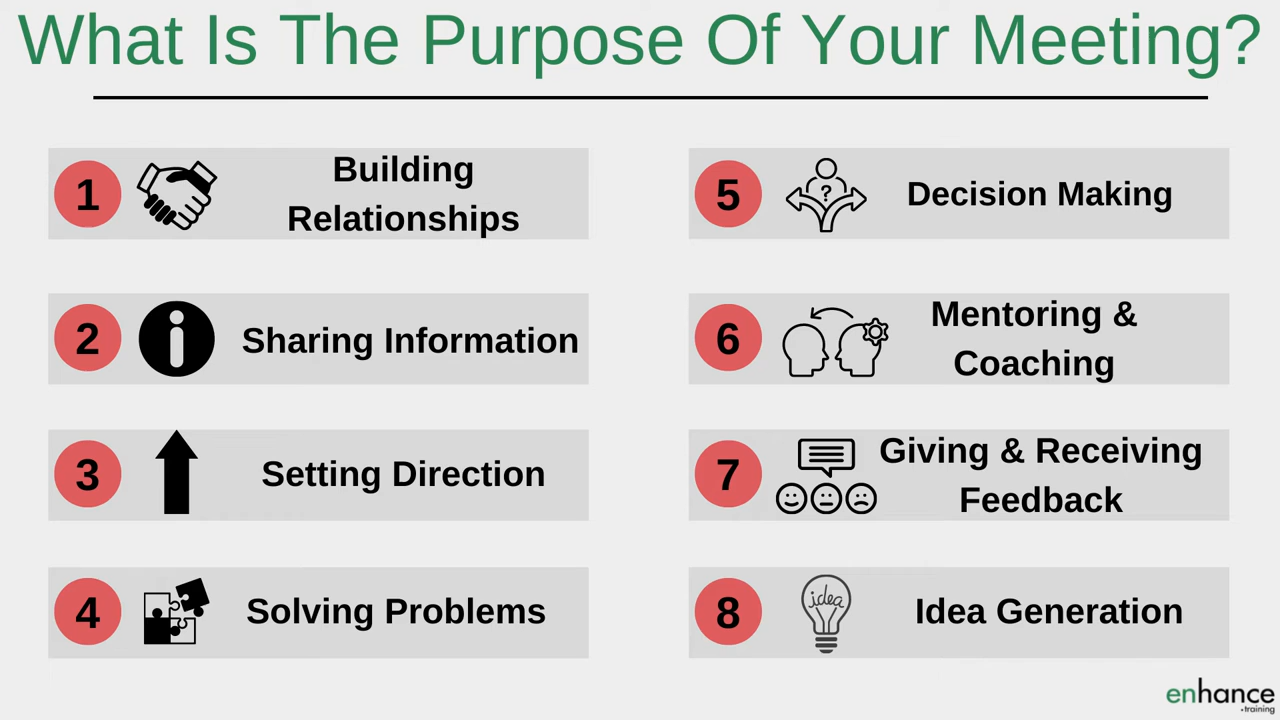 What Is The Purpose Of Your Meeting?
1
Building
Relationships
2
Sharing Information
3
Setting Direction
4
Solving Problems
5
?
Decision Making
6
Mentoring &
Coaching
7
Giving & Receiving
Feedback
8
idea
Idea Generation
enhance
.training